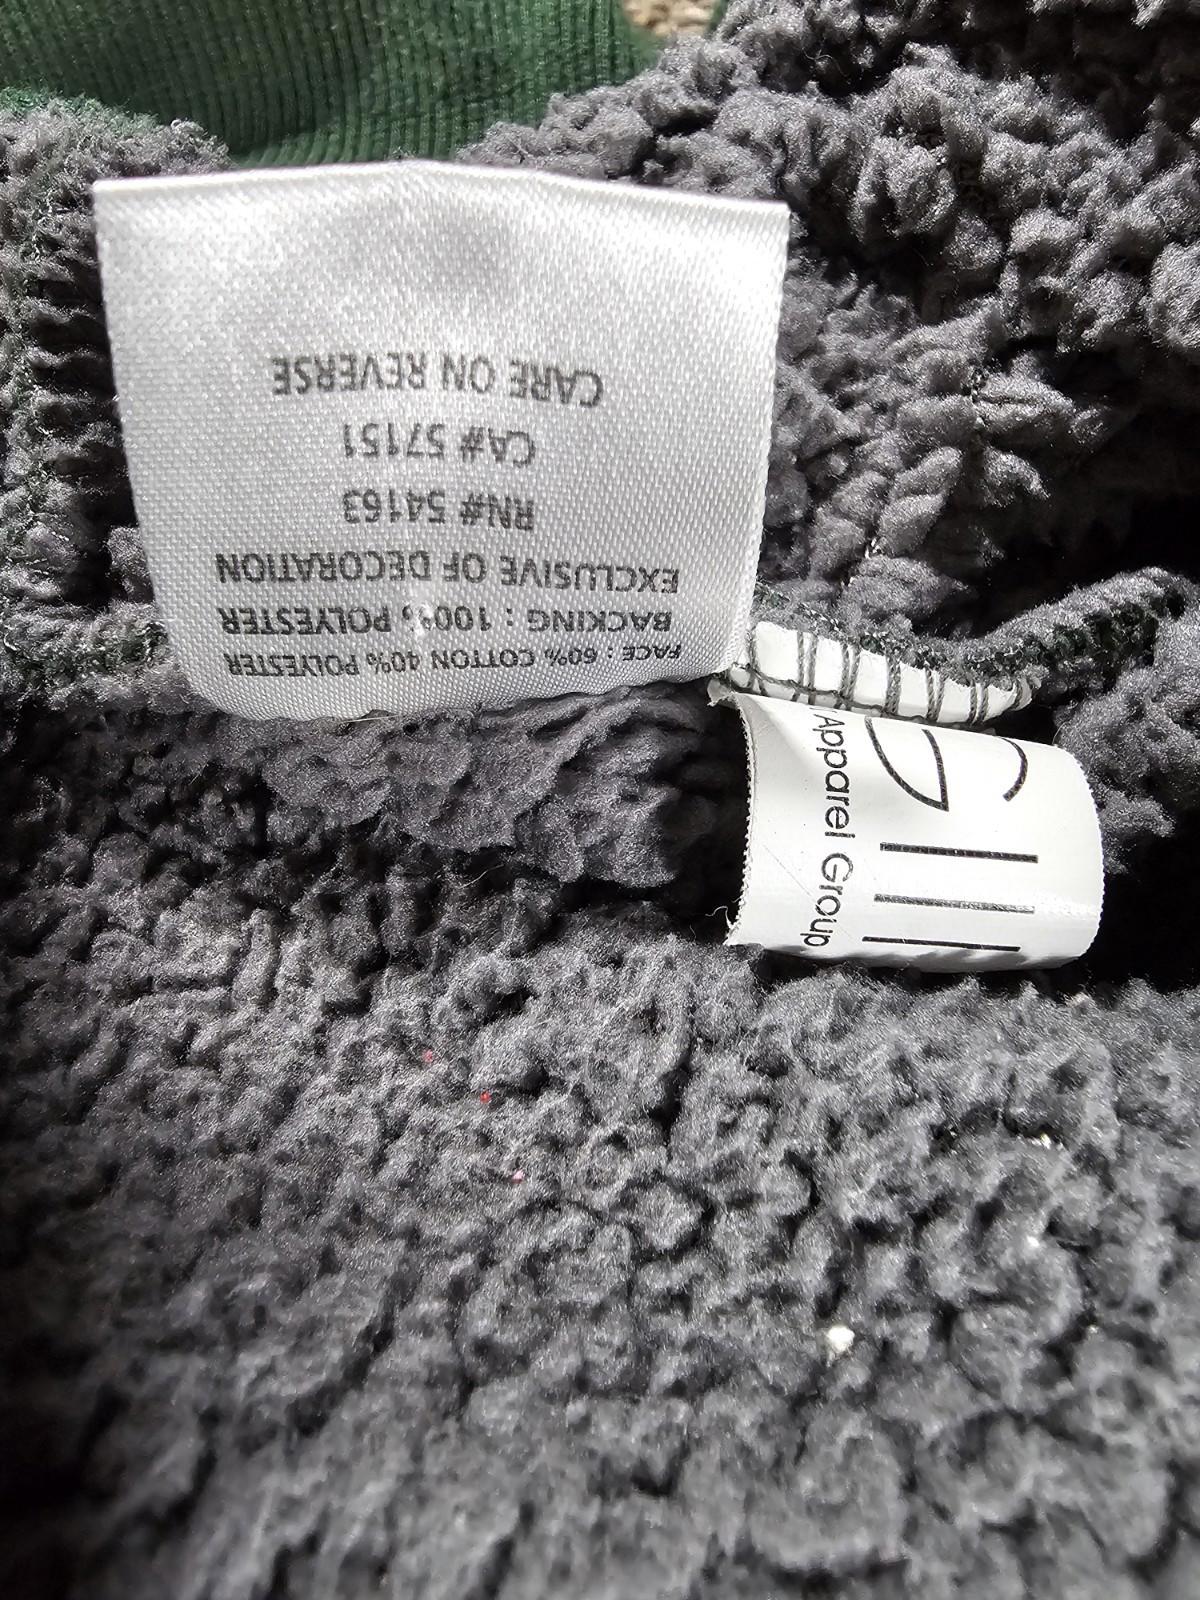 FACE: 60% COTTON 40% POLYESTER
BACKING : 100% POLYESTER
EXCLUSIVE OF DECORATION
RN# 54163
CA# 57151
CARE ON REVERSE
Apparel Group